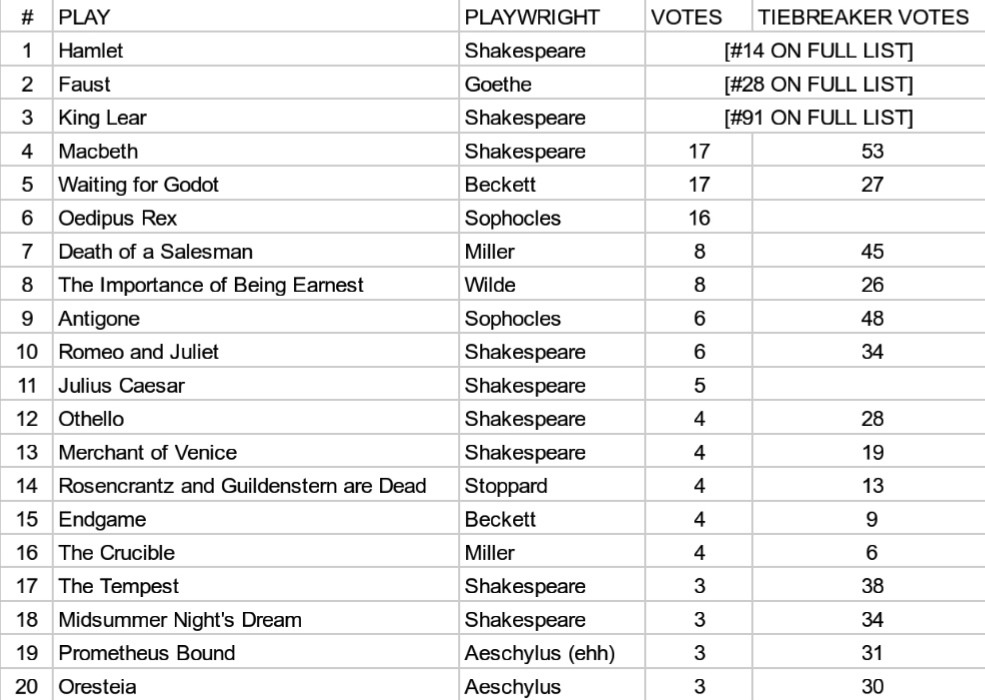 # PLAY PLAYWRIGHT VOTES TIEBREAKER VOTES
1 Hamlet Shakespeare [#14 ON FULL LIST]
2 Faust Goethe [#28 ON FULL LIST]
3 King Lear Shakespeare [#91 ON FULL LIST]
4 Macbeth Shakespeare 17 53
5 Waiting for Godot Beckett 17 27
6 Oedipus Rex Sophocles 16
7 Death of a Salesman Miller 8 45
8 The Importance of Being Earnest Wilde 8 26
9 Antigone Sophocles 6 48
10 Romeo and Juliet Shakespeare 6 34
11 Julius Caesar Shakespeare 5
12 Othello Shakespeare 4 28
13 Merchant of Venice Shakespeare 4 19
14 Rosencrantz and Guildenstern are Dead Stoppard 4 13
15 Endgame Beckett 4 9
16 The Crucible Miller 4 6
17 The Tempest Shakespeare 3 38
18 Midsummer Night's Dream Shakespeare 3 34
19 Prometheus Bound Aeschylus (ehh) 3 31
20 Oresteia Aeschylus 3 30